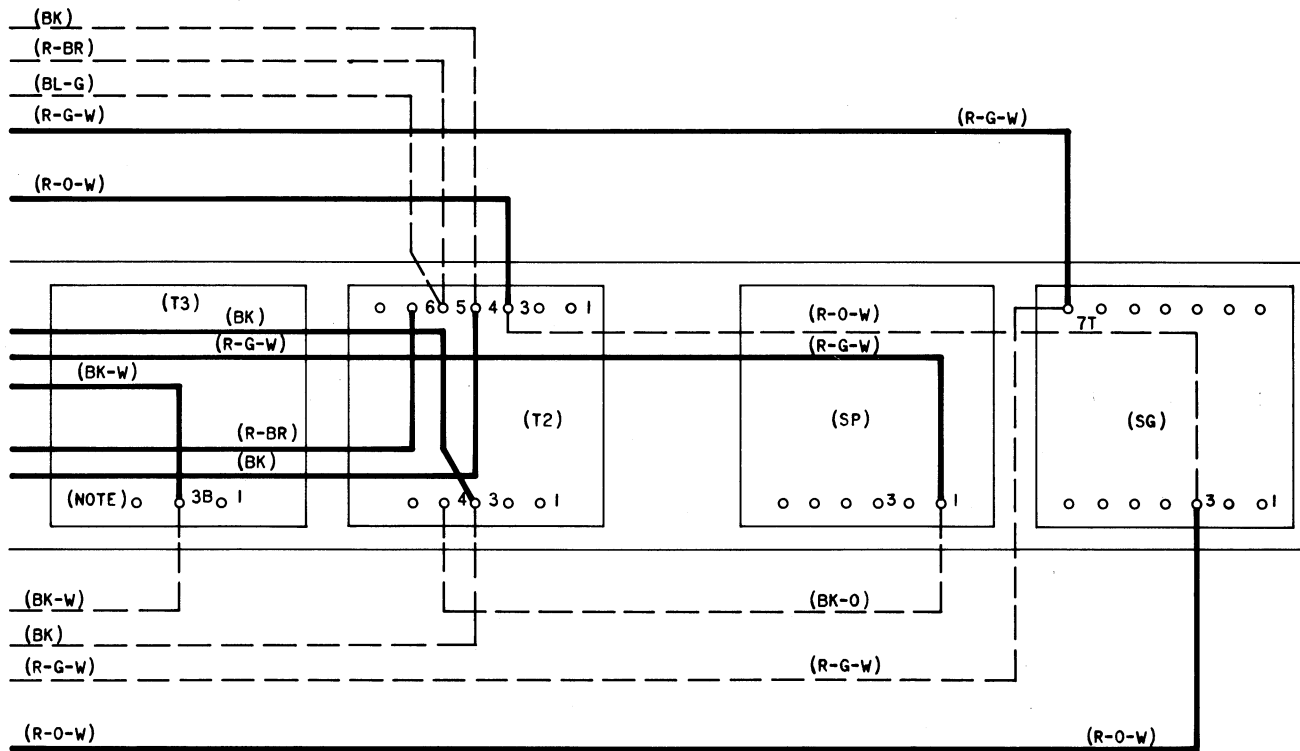 (BK)
(R-BR)
(BL-G)
(R-G-W) (R-G-W)
(R-O-W)
(T3) 6 5 4 3 1 (R-O-W) 7T
(BK)
(R-G-W) (R-G-W)
(BK-W)
(T2) (SP) (SG)
(R-BR)
(BK)
(NOTE) 3B 1 4 3 1 3 1 3 1
(BK-W) (BK-O)
(BK)
(R-G-W) (R-G-W)
(R-O-W) (R-O-W)